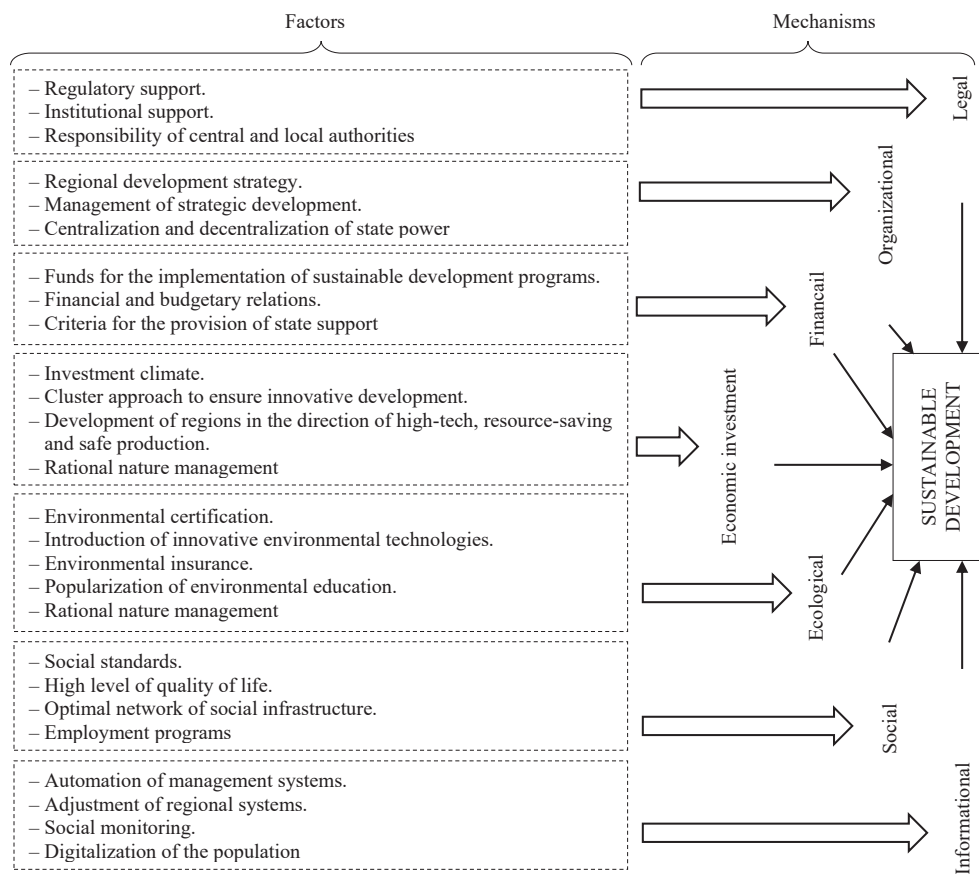 Factors
Mechanisms
– Regulatory support.
– Institutional support.
– Responsibility of central and local authorities
Legal
– Regional development strategy.
– Management of strategic development.
– Centralization and decentralization of state power
Organizational
– Funds for the implementation of sustainable development programs.
– Financial and budgetary relations.
– Criteria for the provision of state support
Financail
– Investment climate.
– Cluster approach to ensure innovative development.
– Development of regions in the direction of high-tech, resource-saving
and safe production.
– Rational nature management
Economic investment
SUSTAINABLE
DEVELOPMENT
– Environmental certification.
– Introduction of innovative environmental technologies.
– Environmental insurance.
– Popularization of environmental education.
– Rational nature management
Ecological
– Social standards.
– High level of quality of life.
– Optimal network of social infrastructure.
– Employment programs
Social
– Automation of management systems.
– Adjustment of regional systems.
– Social monitoring.
– Digitalization of the population
Informational